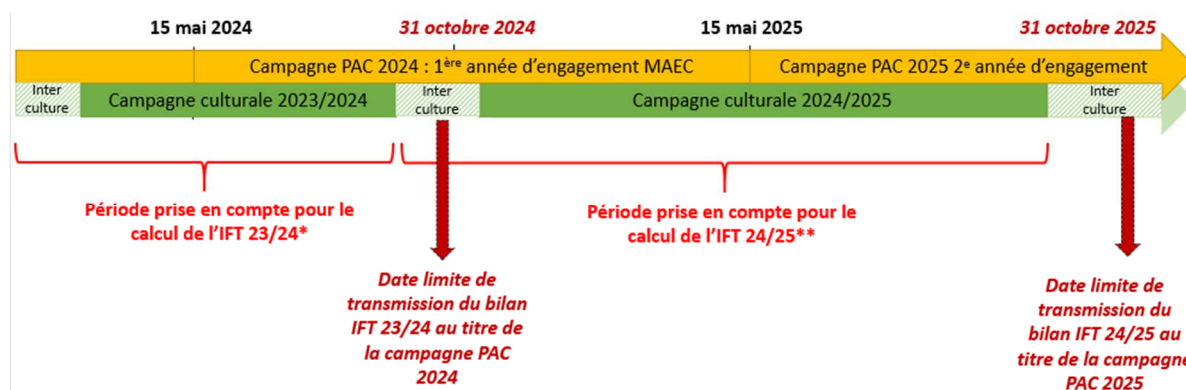 15 mai 2024
31 octobre 2024
15 mai 2025
31 octobre 2025
Campagne PAC 2024 : 1ère année d'engagement MAEC
Campagne PAC 2025 2e année d'engagement
Inter
culture
Campagne culturale 2023/2024
Inter
culture
Campagne culturale 2024/2025
Inter
culture
Période prise en compte pour le
calcul de l'IFT 23/24*
Période prise en compte pour le
calcul de l'IFT 24/25**
Date limite de
transmission du bilan
IFT 23/24 au titre de
la campagne PAC
2024
Date limite de
transmission du
bilan IFT 24/25 au
titre de la campagne
PAC 2025